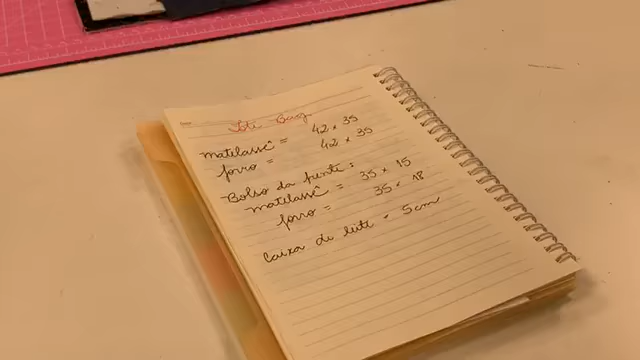 Tote Bag
matelassê = 42 x 35
forro = 42 x 35
Bolso da frente:
matelassê = 35 x 15
forro = 35 x 18
Caixa de leite - 5cm